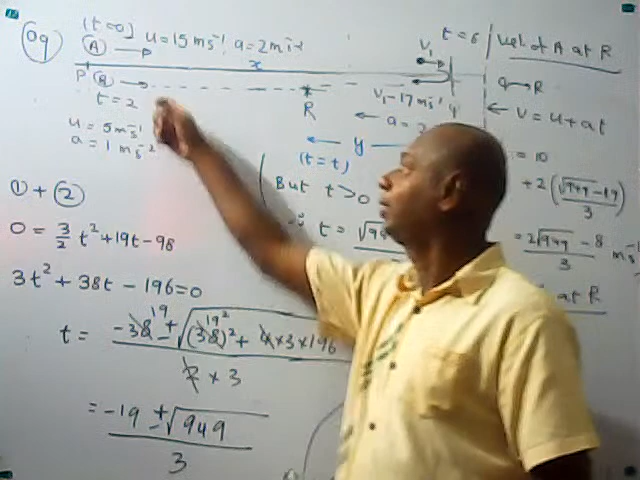 09
(t=0)
A → P u = 15 ms⁻¹ a = 2 ms⁻²
x
P B →
t = 2
u = 5 ms⁻¹
a = 1 ms⁻²
t = 6
V₁
V₁ - 17 ms⁻¹
R
← a =
← y
(t = t)
But t > 0
t = √949
① + ②
0 = 3/2 t² + 19t - 98
3t² + 38t - 196 = 0
t = -38 ± √((38)² + 4×3×196) / 2 × 3
19
19²
= -19 ± √949 / 3
Vel of A at R
→ R
← V = u + at
= 10
+ 2 (√949 - 19 / 3)
= 2√949 - 8 / 3 ms⁻¹
at R